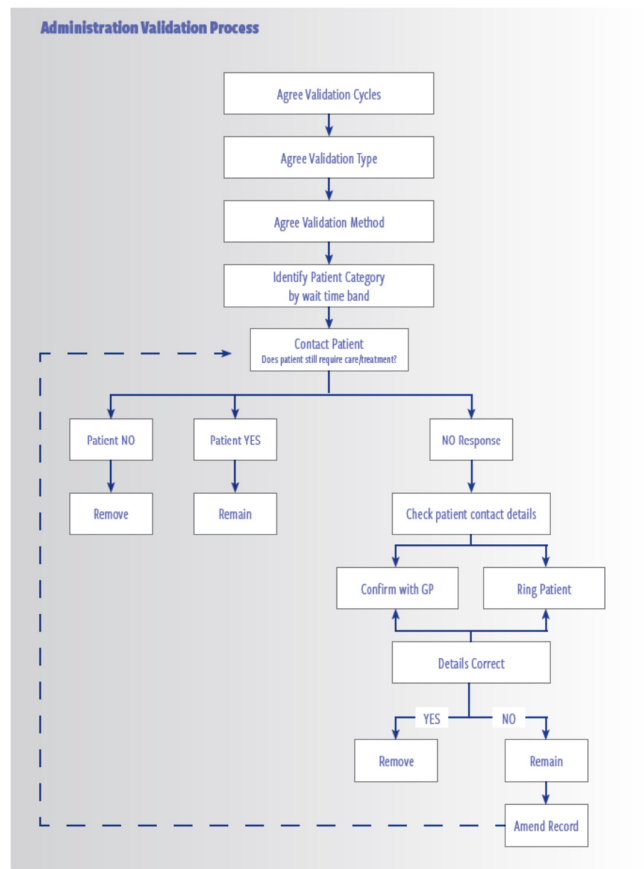 Administration Validation Process
Agree Validation Cycles
Agree Validation Type
Agree Validation Method
Identify Patient Category
by wait time band
Contact Patient
Does patient still require care/treatment?
Patient NO
Patient YES
NO Response
Remove
Remain
Check patient contact details
Confirm with GP
Ring Patient
Details Correct
YES
NO
Remove
Remain
Amend Record